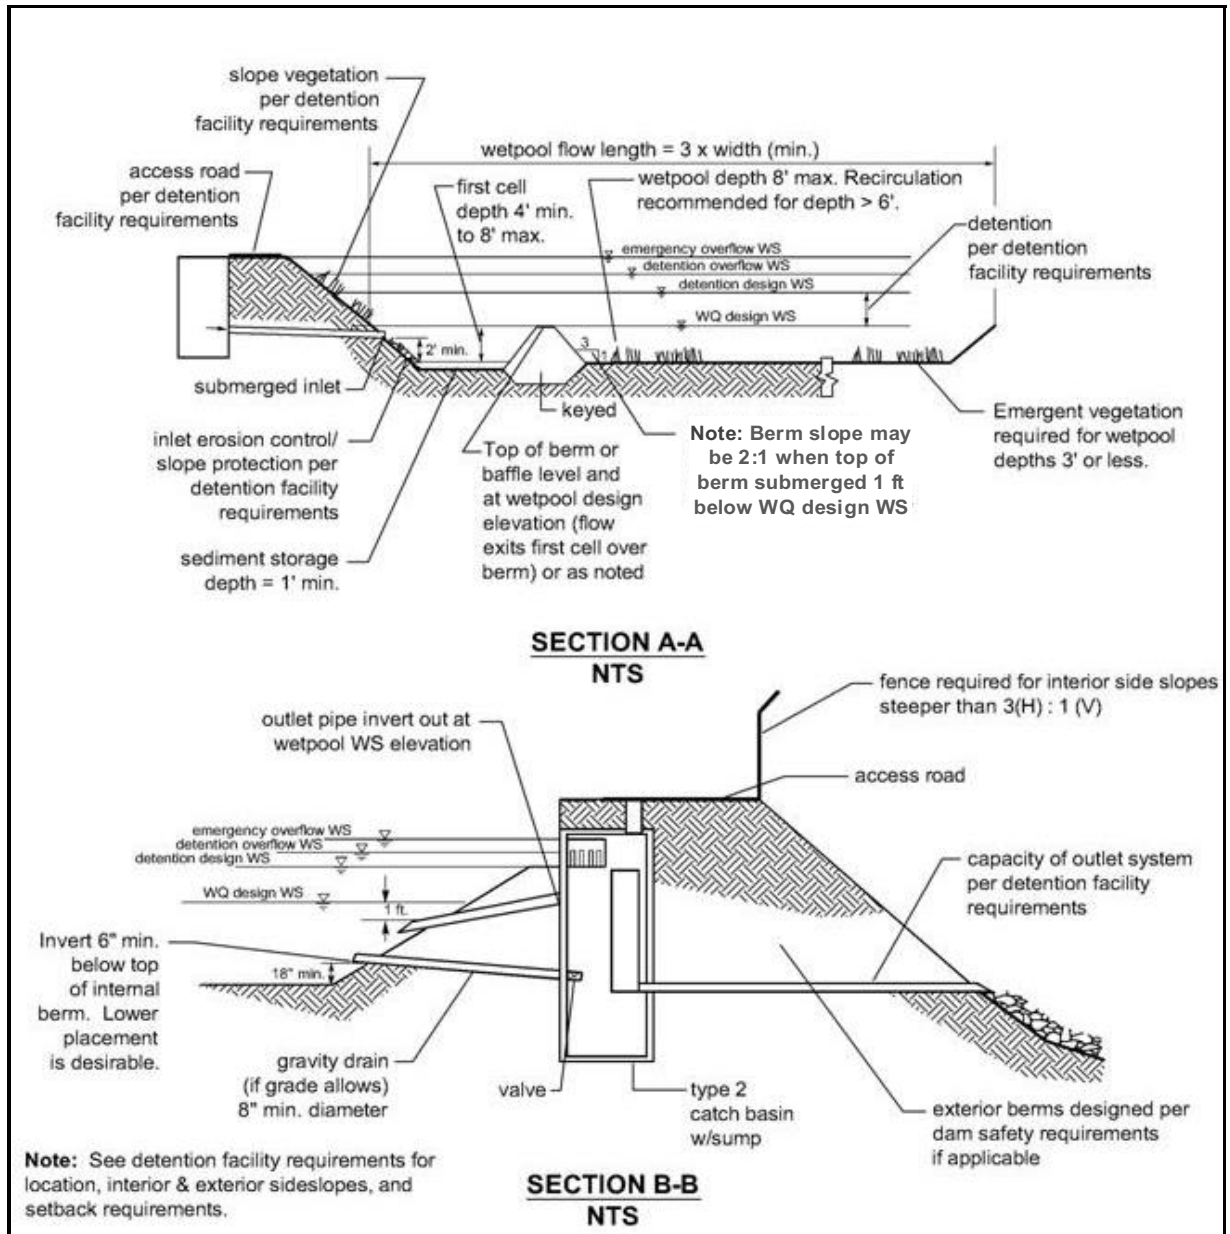 slope vegetation
per detention
facility requirements
wetpool flow length = 3 x width (min.)
access road
per detention
facility requirements
first cell
depth 4' min.
to 8' max.
wetpool depth 8' max. Recirculation
recommended for depth > 6'.
detention
per detention
facility requirements
emergency overflow WS
detention overflow WS
detention design WS
WQ design WS
2' min.
3
1
submerged inlet
keyed
inlet erosion control/
slope protection per
detention facility
requirements
Top of berm or
baffle level and
at wetpool design
elevation (flow
exits first cell over
berm) or as noted
Note: Berm slope may
be 2:1 when top of
berm submerged 1 ft
below WQ design WS
Emergent vegetation
required for wetpool
depths 3' or less.
sediment storage
depth = 1' min.
SECTION A-A
NTS
fence required for interior side slopes
steeper than 3(H) : 1 (V)
outlet pipe invert out at
wetpool WS elevation
access road
emergency overflow WS
detention overflow WS
detention design WS
WQ design WS
1 ft.
capacity of outlet system
per detention facility
requirements
Invert 6" min.
below top
of internal
berm. Lower
placement
is desirable.
18" min.
gravity drain
(if grade allows)
8" min. diameter
valve
type 2
catch basin
w/sump
exterior berms designed per
dam safety requirements
if applicable
Note: See detention facility requirements for
location, interior & exterior sideslopes, and
setback requirements.
SECTION B-B
NTS